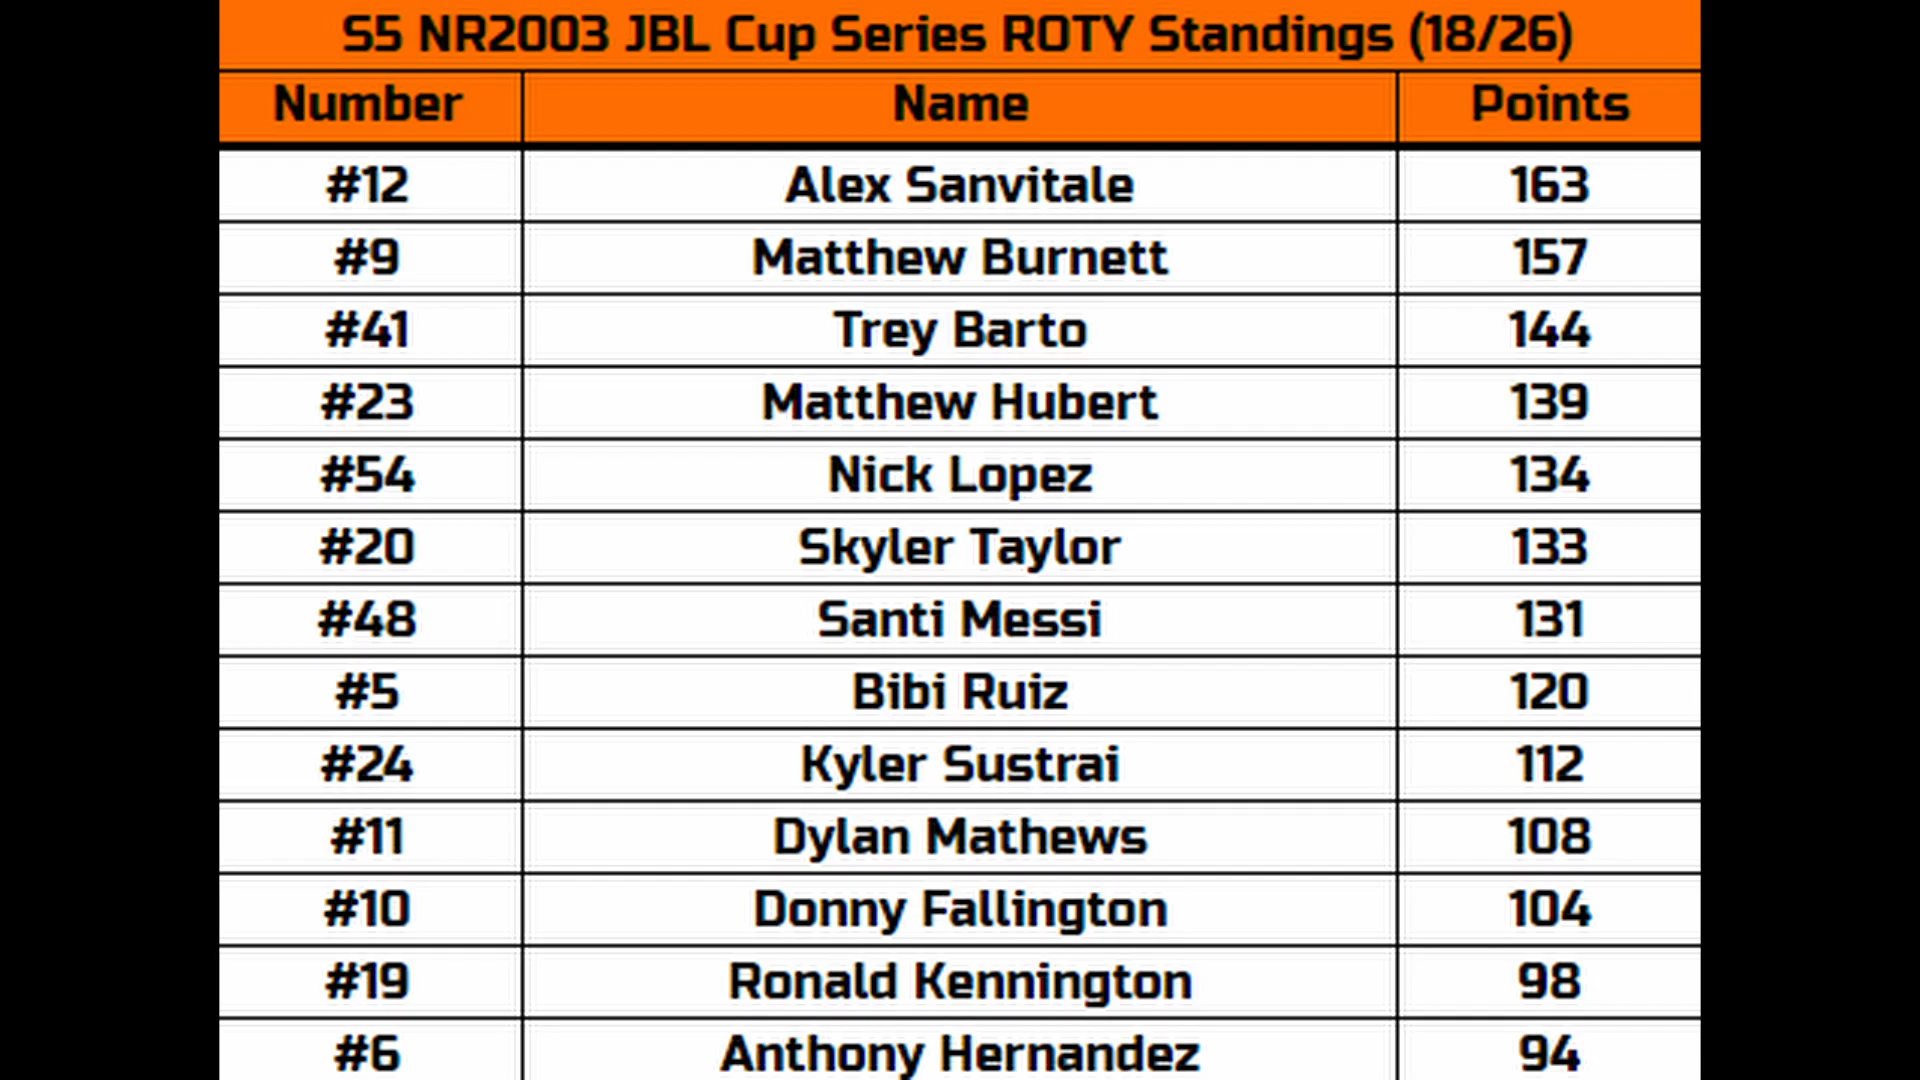 S5 NR2003 JBL Cup Series ROTY Standings (18/26)
Number Name Points
#12 Alex Sanvitale 163
#9 Matthew Burnett 157
#41 Trey Barto 144
#23 Matthew Hubert 139
#54 Nick Lopez 134
#20 Skyler Taylor 133
#48 Santi Messi 131
#5 Bibi Ruiz 120
#24 Kyler Sustrai 112
#11 Dylan Mathews 108
#10 Donny Fallington 104
#19 Ronald Kennington 98
#6 Anthony Hernandez 94